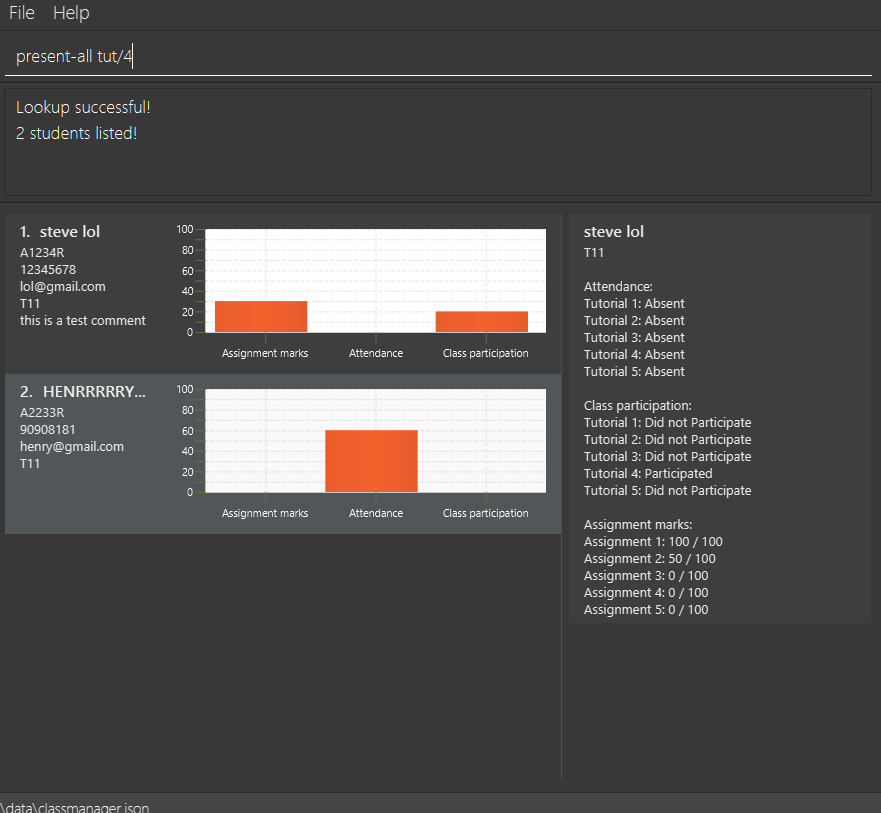 File Help
present-all tut/4
Lookup successful!
2 students listed!
1. steve lol
A1234R
12345678
lol@gmail.com
T11
this is a test comment
100
80
60
40
20
0
Assignment marks Attendance Class participation
2. HENRRRRRY...
A2233R
90908181
henry@gmail.com
T11
100
80
60
40
20
0
Assignment marks Attendance Class participation
steve lol
T11
Attendance:
Tutorial 1: Absent
Tutorial 2: Absent
Tutorial 3: Absent
Tutorial 4: Absent
Tutorial 5: Absent
Class participation:
Tutorial 1: Did not Participate
Tutorial 2: Did not Participate
Tutorial 3: Did not Participate
Tutorial 4: Participated
Tutorial 5: Did not Participate
Assignment marks:
Assignment 1: 100 / 100
Assignment 2: 50 / 100
Assignment 3: 0 / 100
Assignment 4: 0 / 100
Assignment 5: 0 / 100
\data\classmanager.json